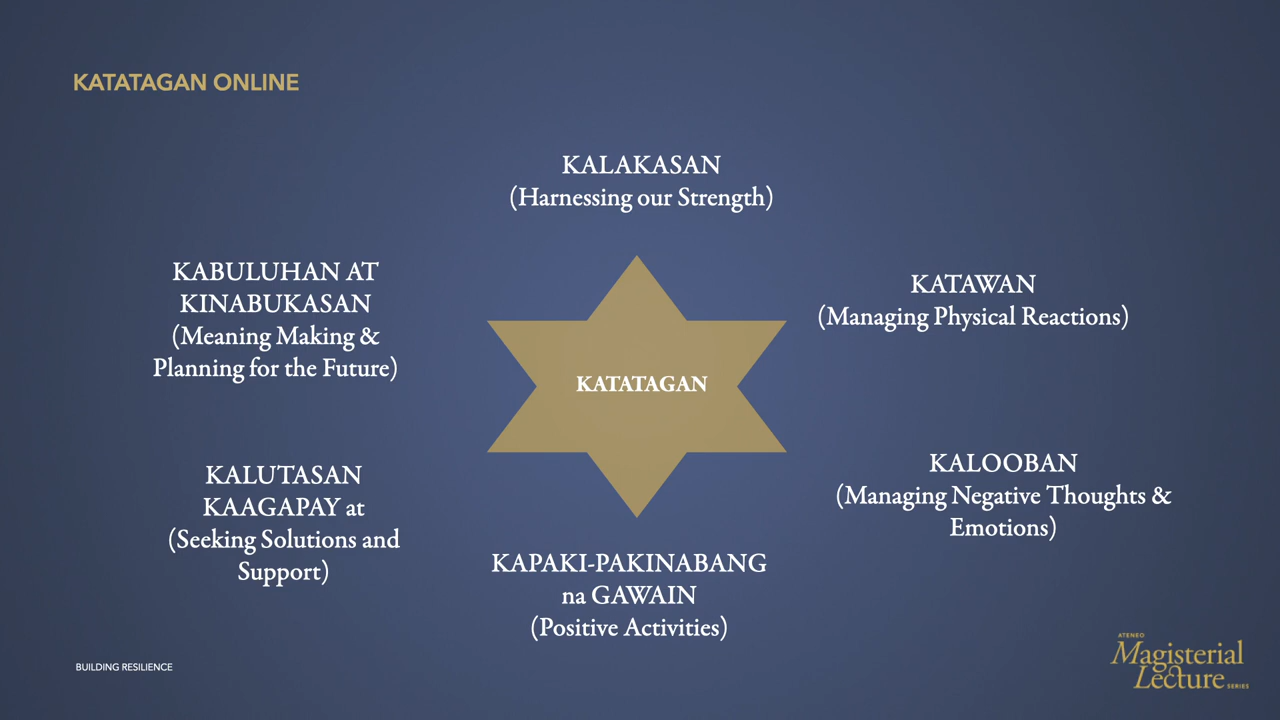 KATATAGAN ONLINE
KALAKASAN
(Harnessing our Strength)
KABULUHAN AT
KINABUKASAN
(Meaning Making &
Planning for the Future)
KATAWAN
(Managing Physical Reactions)
KATATAGAN
KALUTASAN
KAAGAPAY at
(Seeking Solutions and
Support)
KALOOBAN
(Managing Negative Thoughts &
Emotions)
KAPAKI-PAKINABANG
na GAWAIN
(Positive Activities)
BUILDING RESILIENCE
ATENEO
Magisterial
Lecture
SERIES